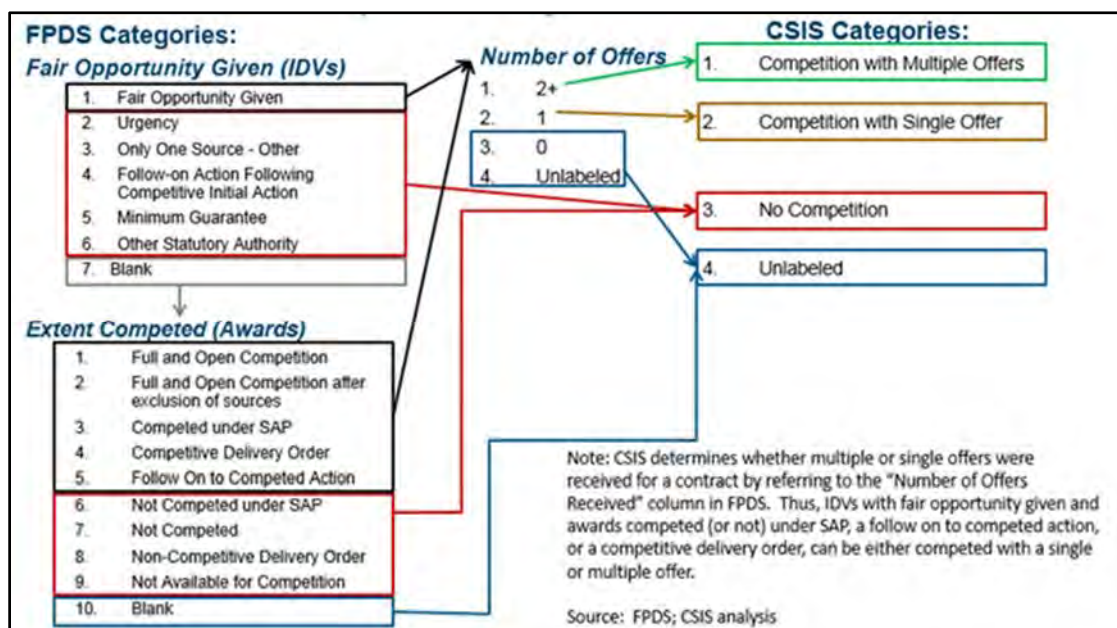 FPDS Categories:
Fair Opportunity Given (IDVs)
1. Fair Opportunity Given
2. Urgency
3. Only One Source - Other
4. Follow-on Action Following
Competitive Initial Action
5. Minimum Guarantee
6. Other Statutory Authority
7. Blank
Extent Competed (Awards)
1. Full and Open Competition
2. Full and Open Competition after
exclusion of sources
3. Competed under SAP
4. Competitive Delivery Order
5. Follow On to Competed Action
6. Not Competed under SAP
7. Not Competed
8. Non-Competitive Delivery Order
9. Not Available for Competition
10. Blank
Number of Offers
1. 2+
2. 1
3. 0
4. Unlabeled
CSIS Categories:
1. Competition with Multiple Offers
2. Competition with Single Offer
3. No Competition
4. Unlabeled
Note: CSIS determines whether multiple or single offers were
received for a contract by referring to the "Number of Offers
Received" column in FPDS. Thus, IDVs with fair opportunity given and
awards competed (or not) under SAP, a follow on to competed action,
or a competitive delivery order, can be either competed with a single
or multiple offer.
Source: FPDS; CSIS analysis